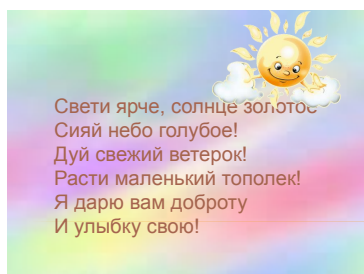 Свети ярче, солнце золотое
Сияй небо голубое!
Дуй свежий ветерок!
Расти маленький тополек!
Я дарю вам доброту
И улыбку свою!